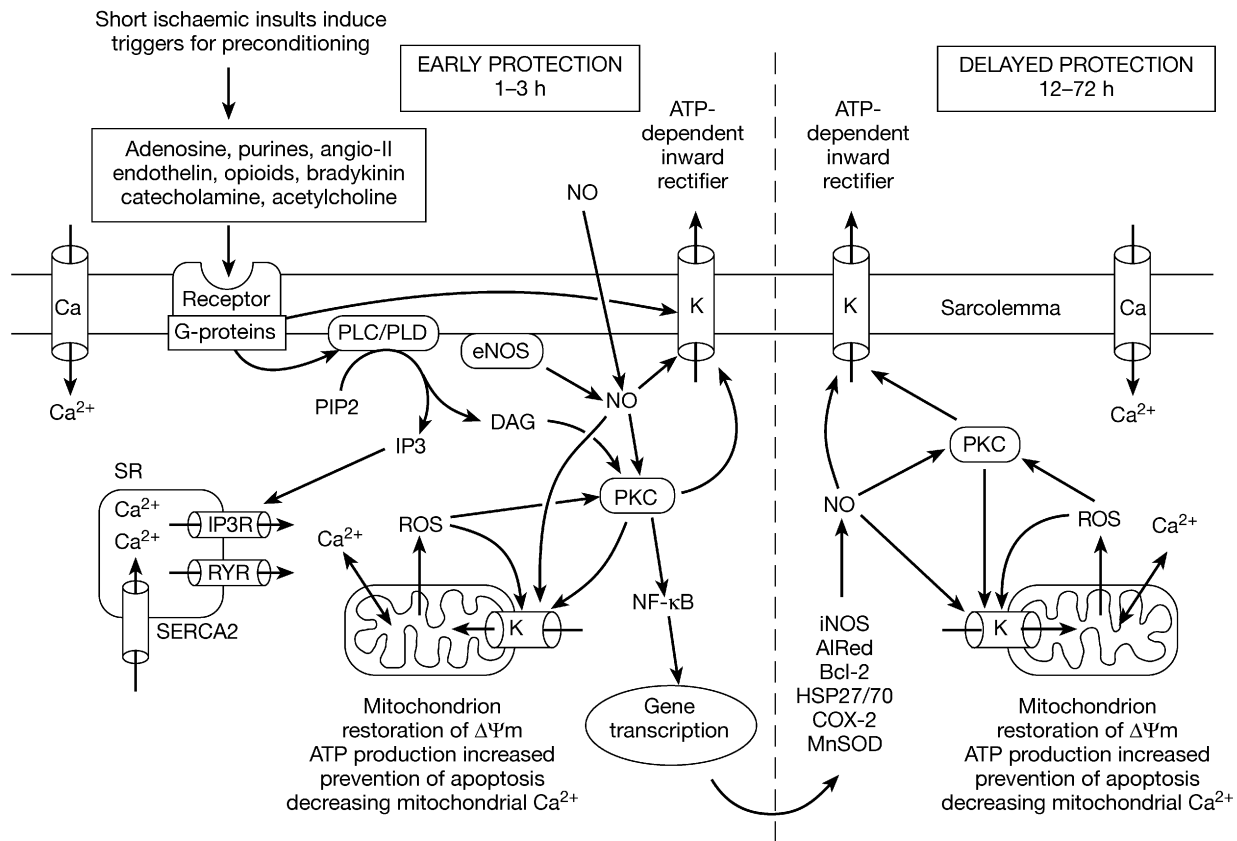 Short ischaemic insults induce
triggers for preconditioning
EARLY PROTECTION
1–3 h
DELAYED PROTECTION
12–72 h
Adenosine, purines, angio-II
endothelin, opioids, bradykinin
catecholamine, acetylcholine
ATP-
dependent
inward
rectifier
ATP-
dependent
inward
rectifier
NO
Ca
Receptor
G-proteins
PLC/PLD
eNOS
K
K
Sarcolemma
Ca
Ca2+
PIP2
DAG
IP3
NO
PKC
Ca2+
PKC
NO
ROS
Ca2+
SR
Ca2+
Ca2+
IP3R
RYR
SERCA2
Ca2+
ROS
K
NF-κB
Gene
transcription
iNOS
AlRed
Bcl-2
HSP27/70
COX-2
MnSOD
K
Mitochondrion
restoration of ΔΨm
ATP production increased
prevention of apoptosis
decreasing mitochondrial Ca2+
Mitochondrion
restoration of ΔΨm
ATP production increased
prevention of apoptosis
decreasing mitochondrial Ca2+